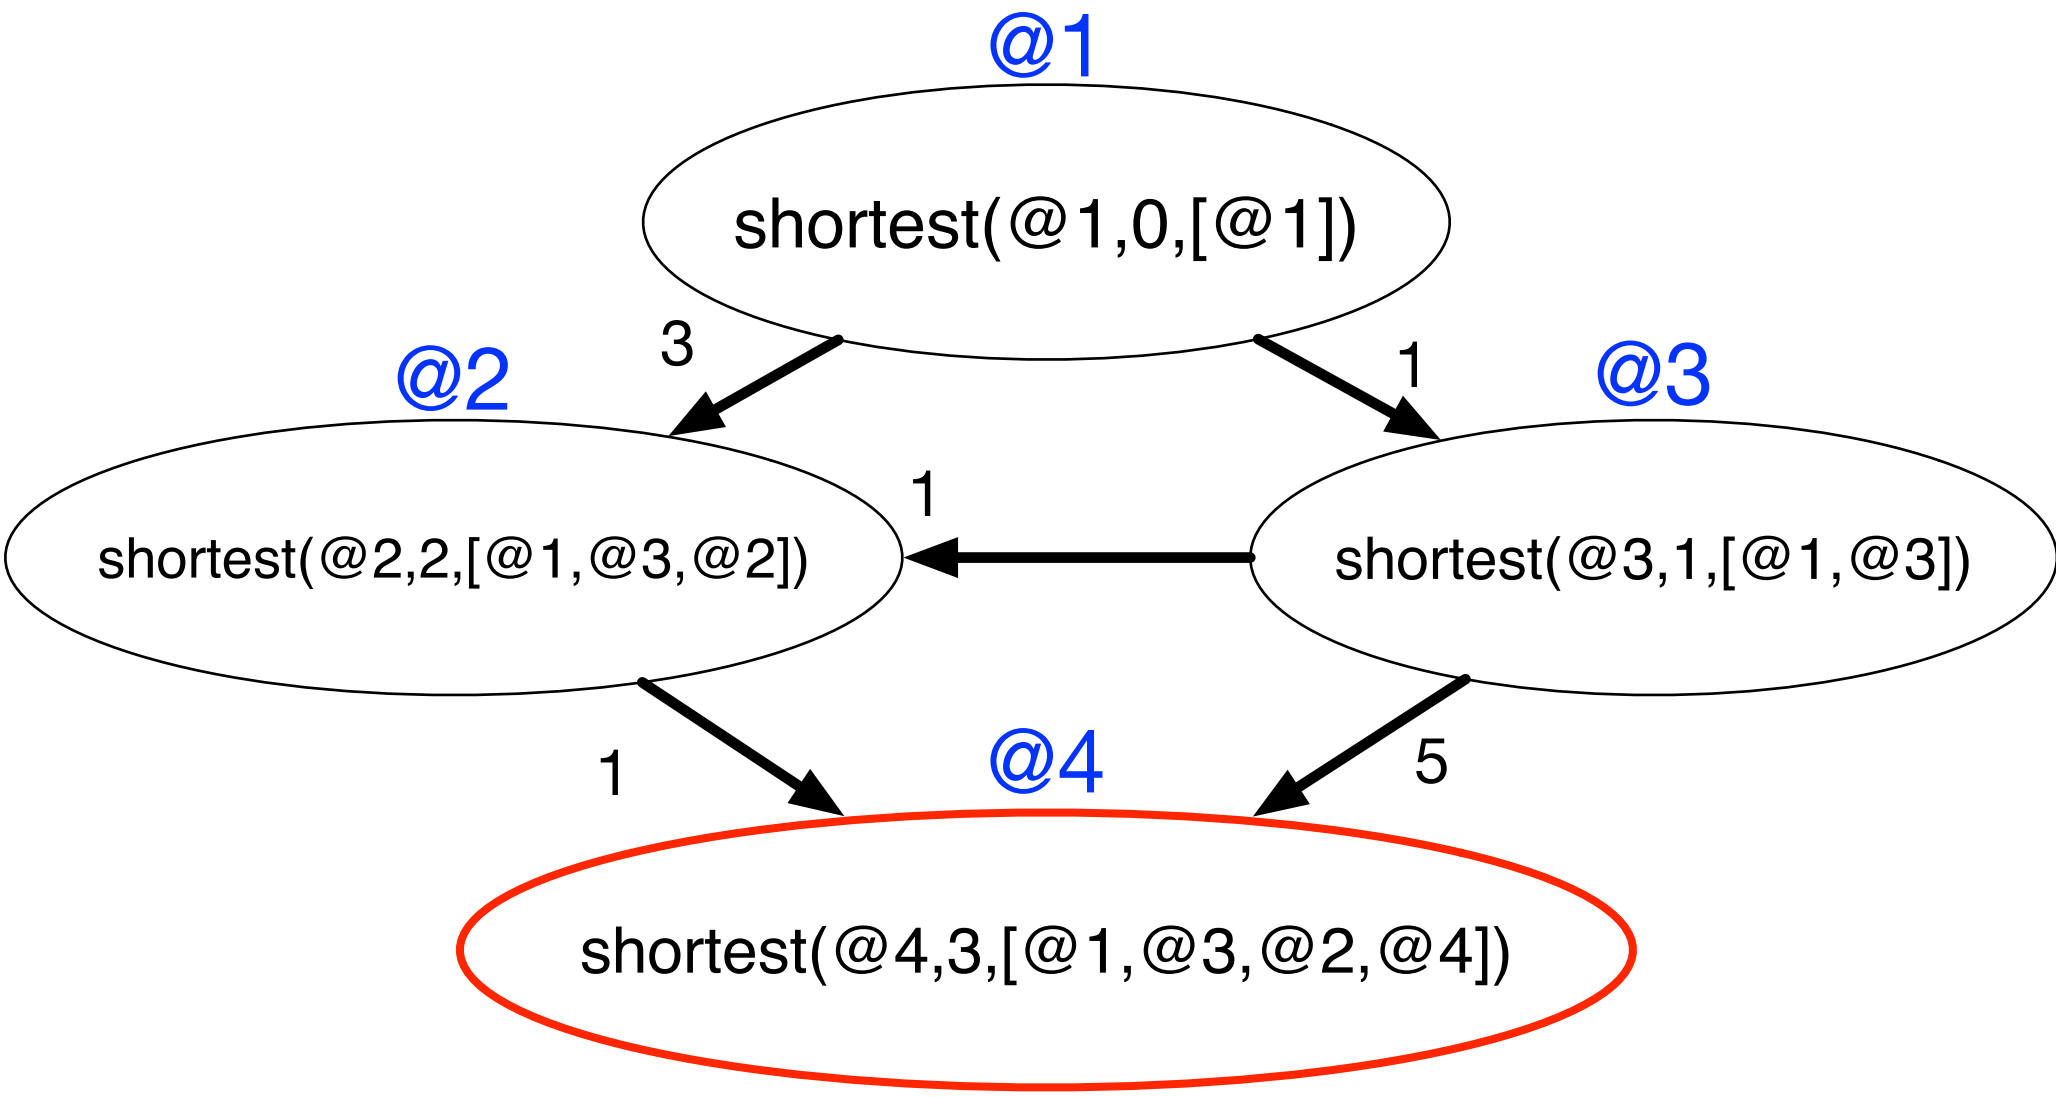 @1
shortest(@1,0,[@1])
3
1
@2
@3
1
shortest(@2,2,[@1,@3,@2])
shortest(@3,1,[@1,@3])
1
@4
5
shortest(@4,3,[@1,@3,@2,@4])